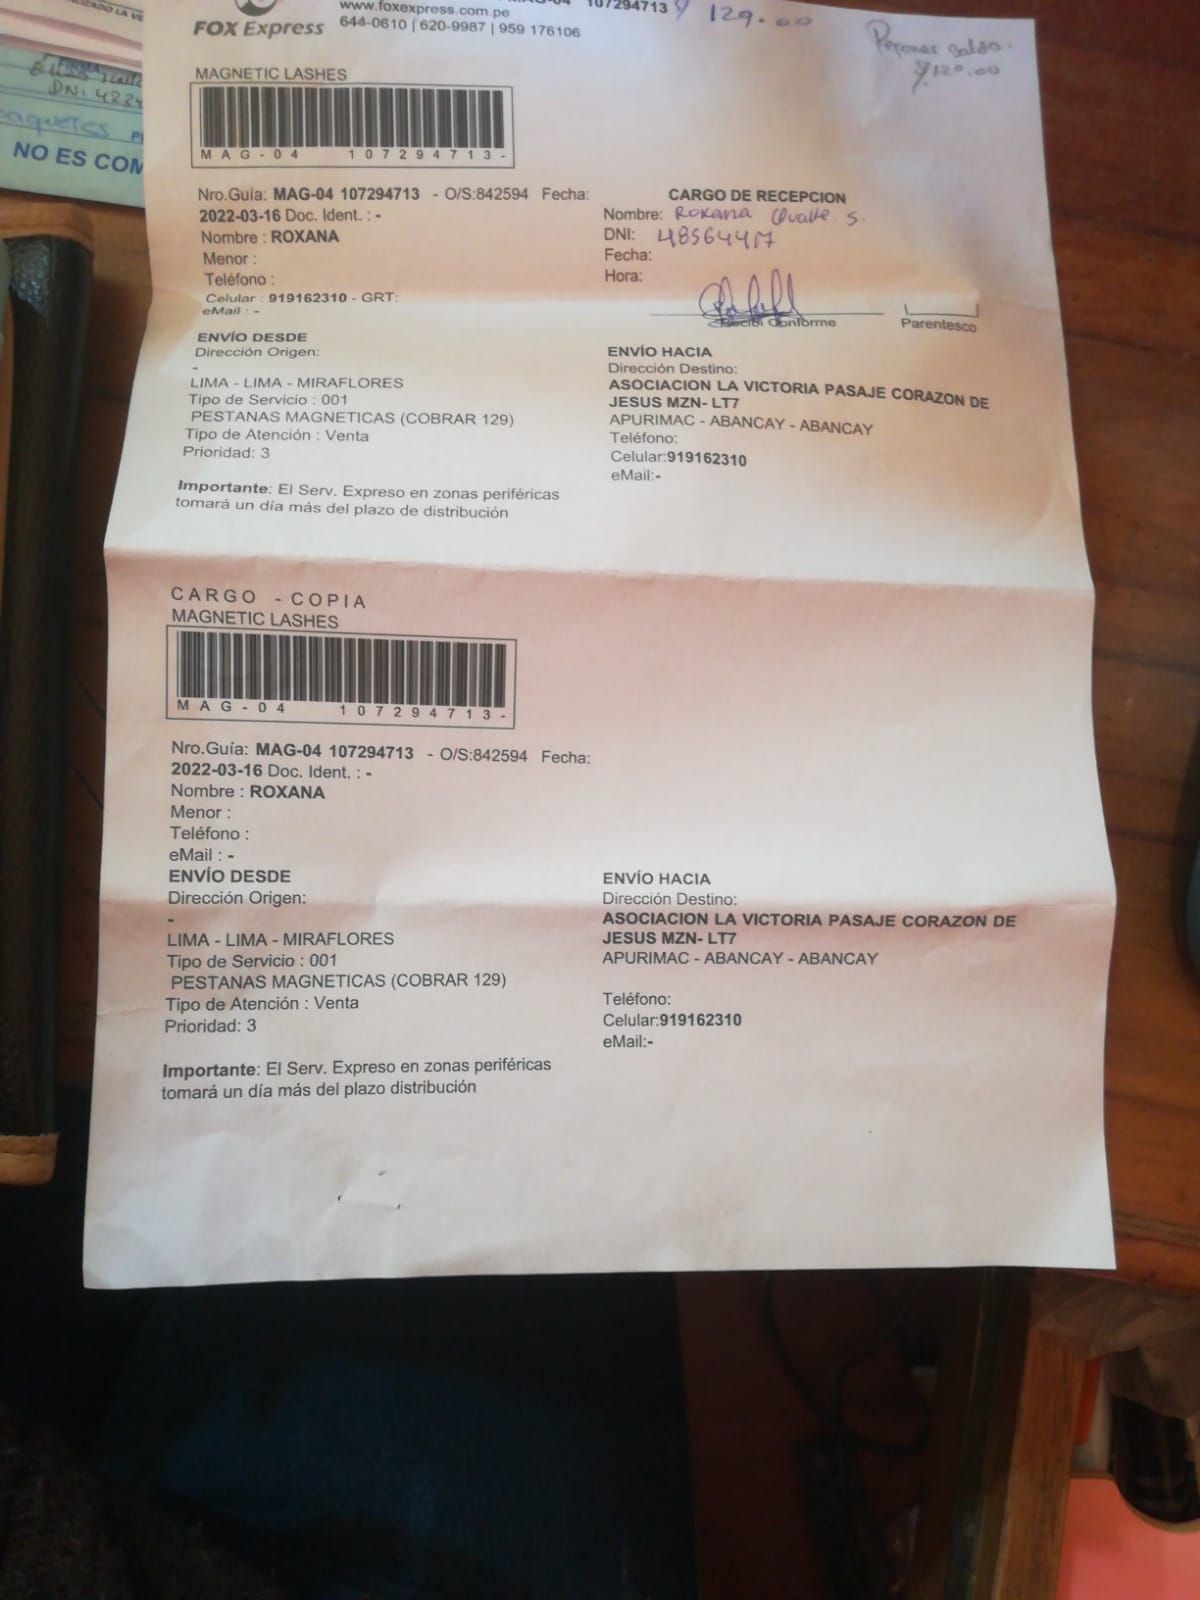 www.foxexpress.com.pe
FOX Express 644-0610 | 620-9987 | 959 176106
MAG-04 107294713 129.00
saldo
120.00
FIRMA
DNI 4234
paquetes
NO ES COM
MAGNETIC LASHES
MAG-04 107294713-
Nro.Guía: MAG-04 107294713 - O/S:842594 Fecha:
2022-03-16 Doc. Ident. : -
Nombre : ROXANA
Menor :
Teléfono :
Celular : 919162310 - GRT:
eMail : -
CARGO DE RECEPCION
Nombre: Roxana S.
DNI: 48564417
Fecha:
Hora:
Recibí Conforme
Parentesco
ENVÍO DESDE
Dirección Origen:
-
LIMA - LIMA - MIRAFLORES
Tipo de Servicio : 001
PESTANAS MAGNETICAS (COBRAR 129)
Tipo de Atención : Venta
Prioridad: 3
ENVÍO HACIA
Dirección Destino:
ASOCIACION LA VICTORIA PASAJE CORAZON DE
JESUS MZN- LT7
APURIMAC - ABANCAY - ABANCAY
Teléfono:
Celular:919162310
eMail:-
Importante: El Serv. Expreso en zonas periféricas
tomará un día más del plazo de distribución
CARGO - COPIA
MAGNETIC LASHES
MAG-04 107294713-
Nro.Guía: MAG-04 107294713 - O/S:842594 Fecha:
2022-03-16 Doc. Ident. : -
Nombre : ROXANA
Menor :
Teléfono :
eMail : -
ENVÍO DESDE
Dirección Origen:
-
LIMA - LIMA - MIRAFLORES
Tipo de Servicio : 001
PESTANAS MAGNETICAS (COBRAR 129)
Tipo de Atención : Venta
Prioridad: 3
ENVÍO HACIA
Dirección Destino:
ASOCIACION LA VICTORIA PASAJE CORAZON DE
JESUS MZN- LT7
APURIMAC - ABANCAY - ABANCAY
Teléfono:
Celular:919162310
eMail:-
Importante: El Serv. Expreso en zonas periféricas
tomará un día más del plazo distribución